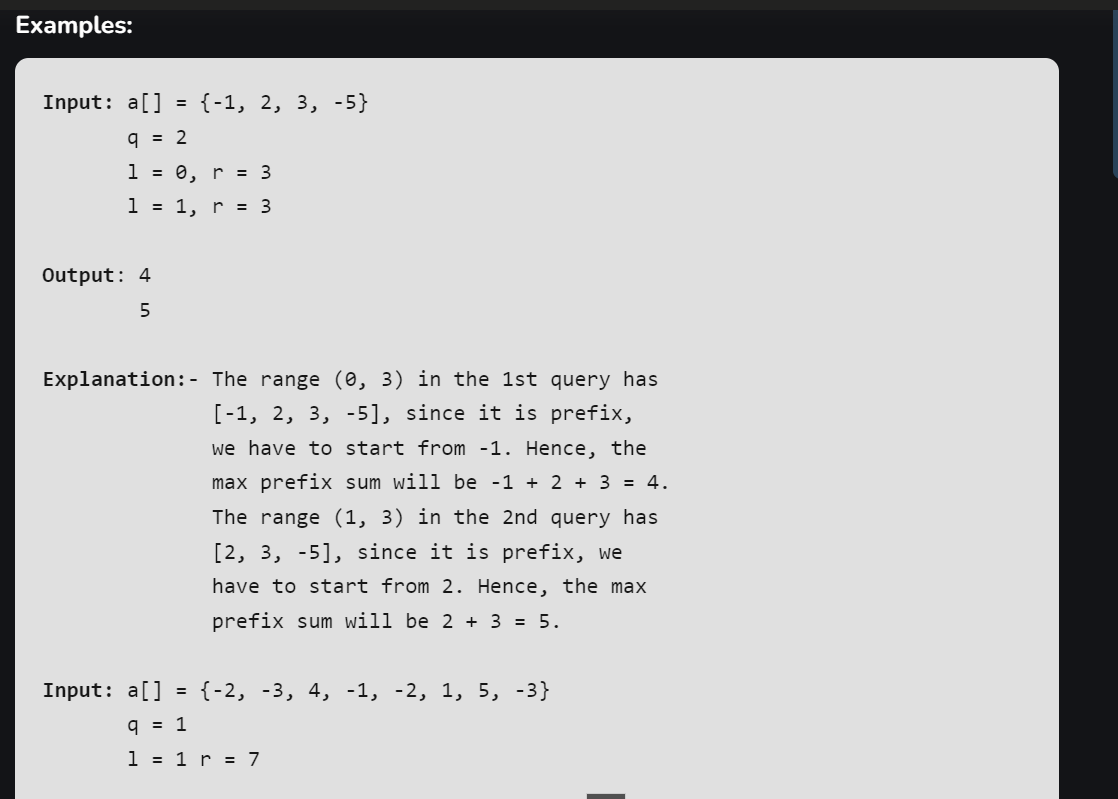 Examples:
Input: a[] = {-1, 2, 3, -5}
q = 2
l = 0, r = 3
l = 1, r = 3
Output: 4
5
Explanation:- The range (0, 3) in the 1st query has
[-1, 2, 3, -5], since it is prefix,
we have to start from -1. Hence, the
max prefix sum will be -1 + 2 + 3 = 4.
The range (1, 3) in the 2nd query has
[2, 3, -5], since it is prefix, we
have to start from 2. Hence, the max
prefix sum will be 2 + 3 = 5.
Input: a[] = {-2, -3, 4, -1, -2, 1, 5, -3}
q = 1
l = 1 r = 7